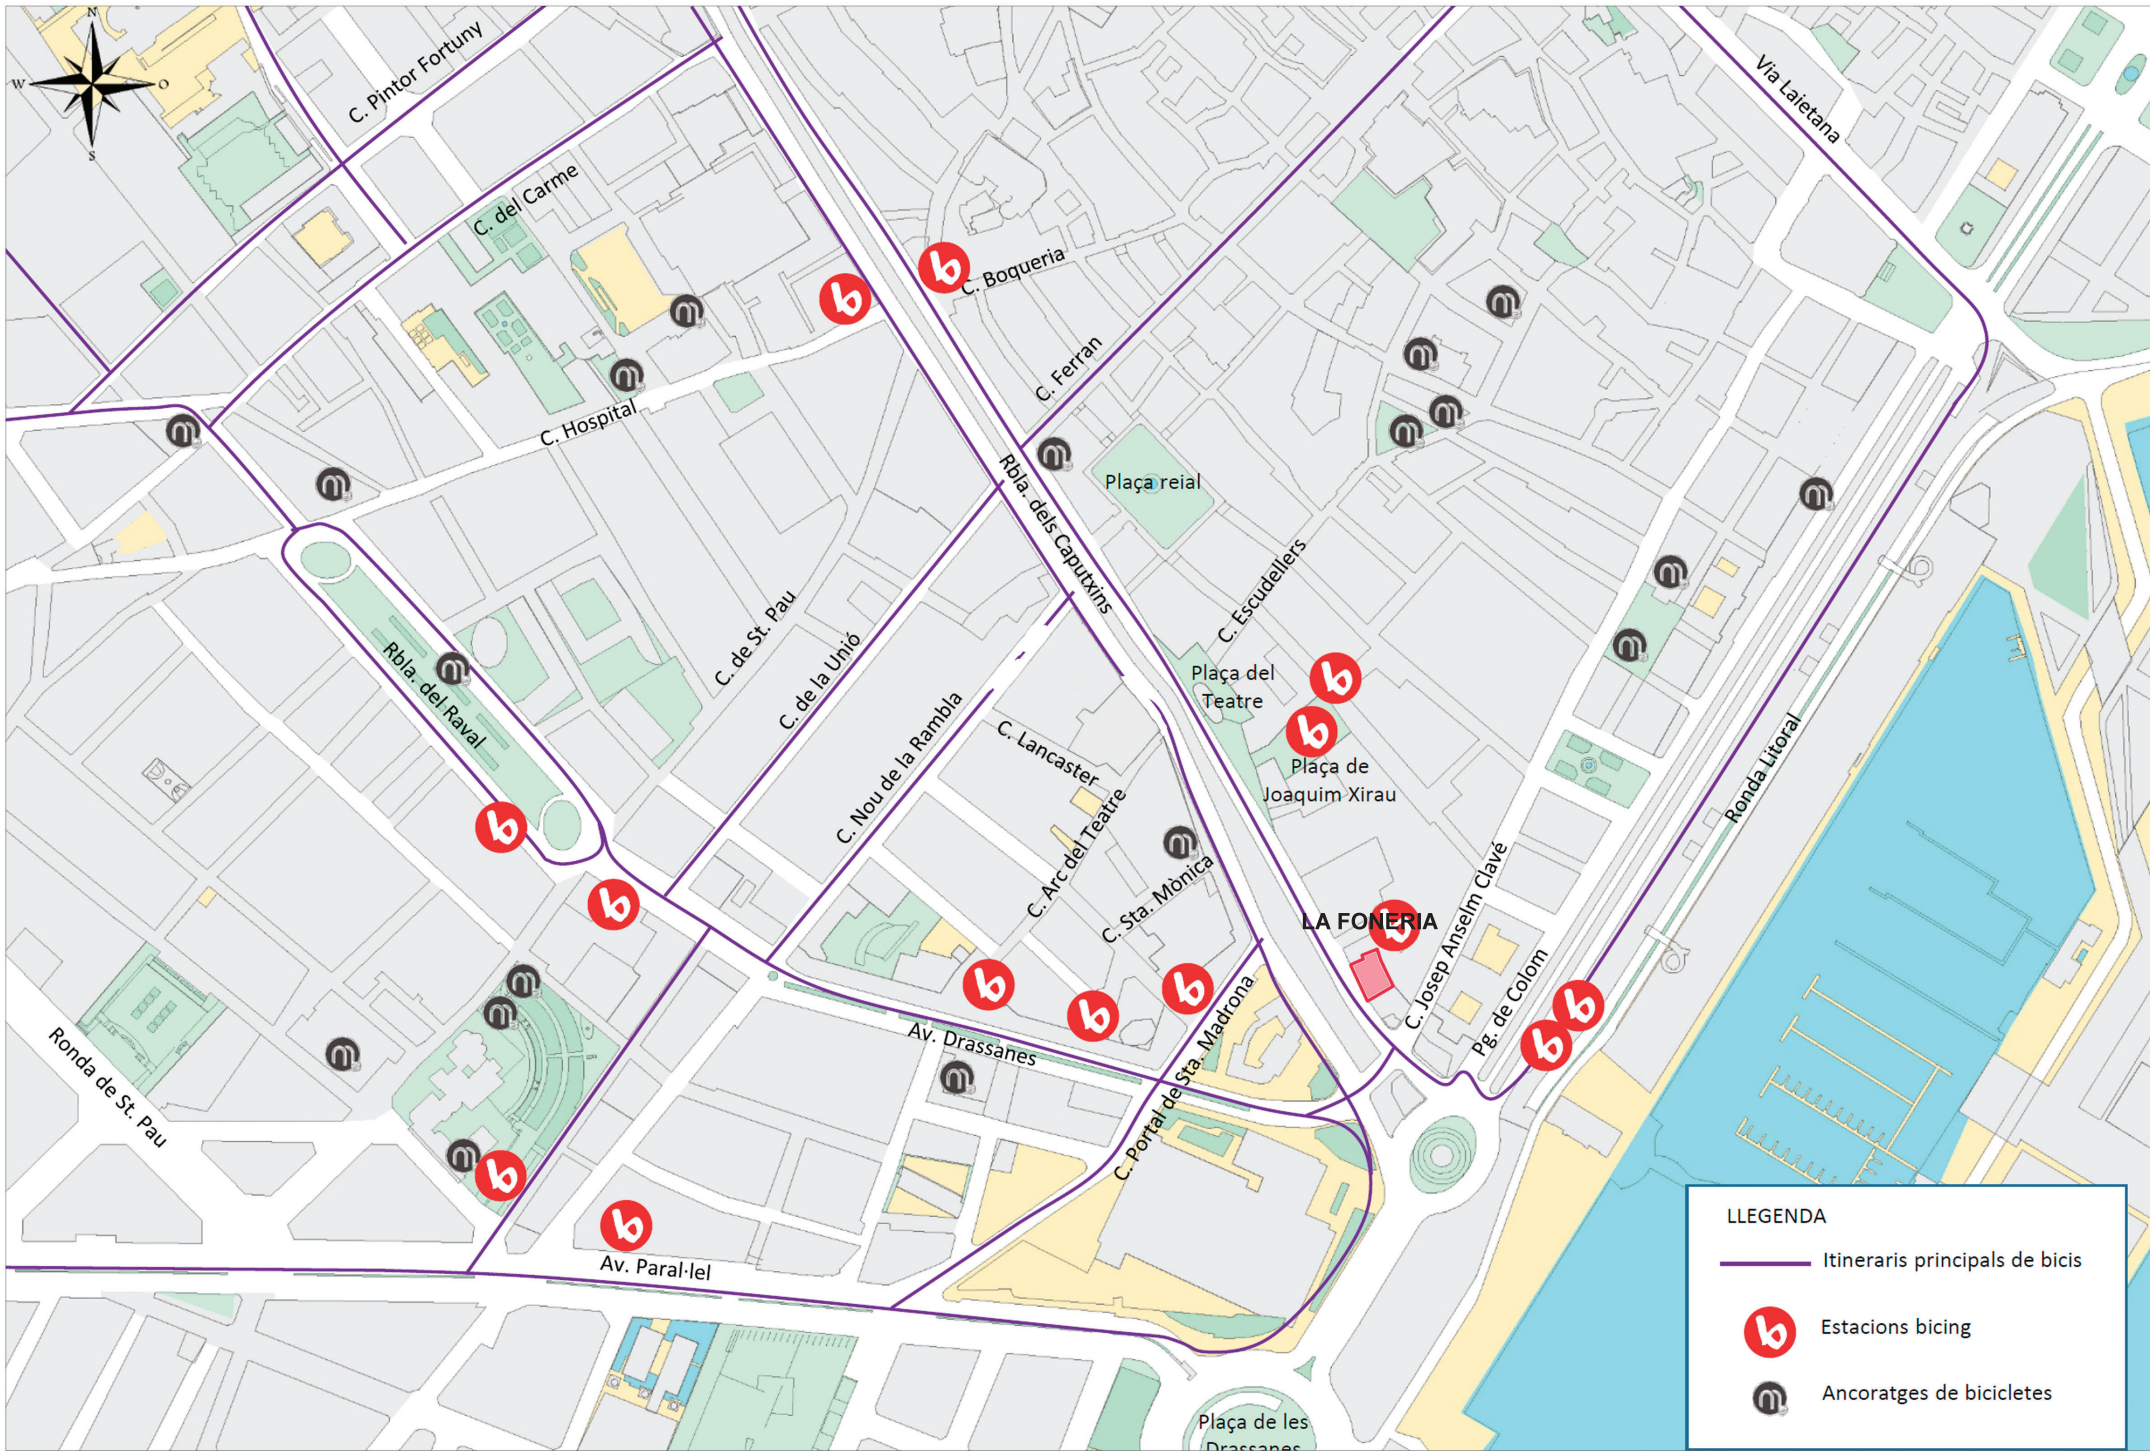 N
W
O
S
C. Pintor Fortuny
Via Laietana
C. del Carme
C. Boqueria
C. Ferran
C. Hospital
Plaça reial
Rbla. dels Caputxins
C. Escudellers
C. de St. Pau
C. de la Unió
Rbla. del Raval
Plaça del
Teatre
C. Nou de la Rambla
C. Lancaster
Plaça de
Joaquim Xirau
Ronda Litoral
C. Arc del Teatre
C. Sta. Mònica
LA FONERIA
C. Josep Anselm Clavé
Pg. de Colom
C. Portal de Sta. Madrona
Av. Drassanes
Ronda de St. Pau
Av. Paral·lel
Plaça de les
Drassanes
LLEGENDA
Itineraris principals de bicis
Estacions bicing
Ancoratges de bicicletes